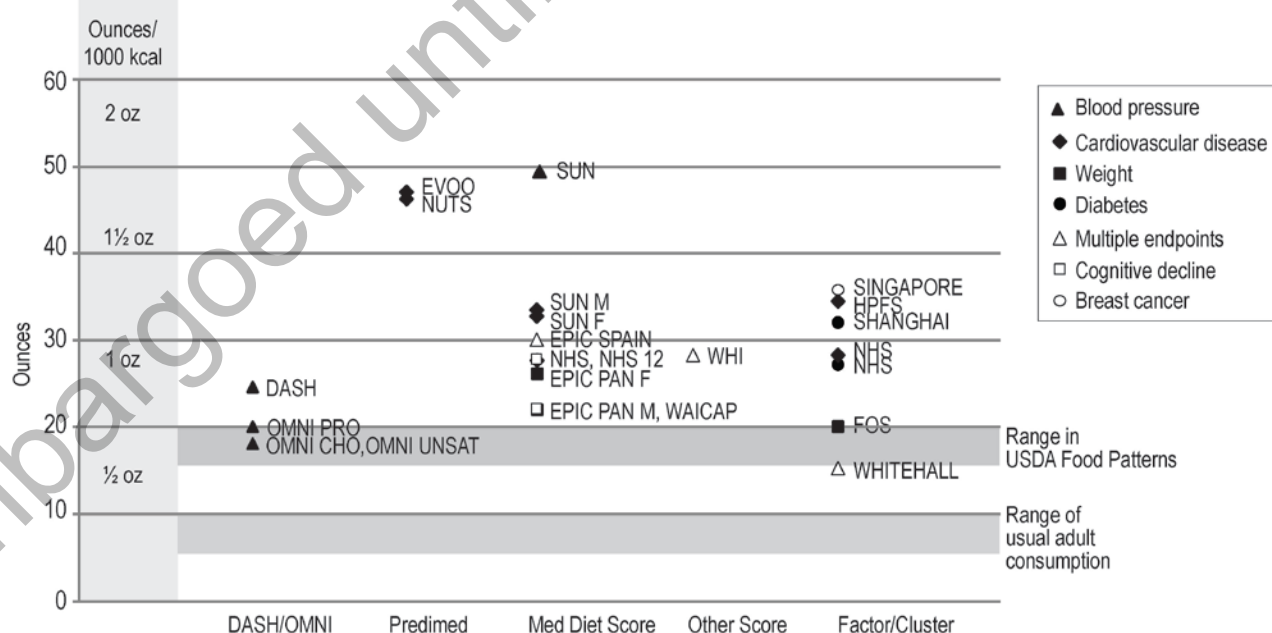 Ounces/
1000 kcal
60
2 oz
50
1½ oz
40
30
1 oz
20
½ oz
10
0
Ounces
SUN
EVOO
NUTS
SUN M
SUN F
EPIC SPAIN
NHS, NHS 12
EPIC PAN F
EPIC PAN M, WAICAP
WHI
SINGAPORE
HPFS
SHANGHAI
NHS
NHS
FOS
WHITEHALL
DASH
OMNI PRO
OMNI CHO,OMNI UNSAT
Range in
USDA Food Patterns
Range of
usual adult
consumption
DASH/OMNI Predimed Med Diet Score Other Score Factor/Cluster
Blood pressure
Cardiovascular disease
Weight
Diabetes
Multiple endpoints
Cognitive decline
Breast cancer
mbargoed unt